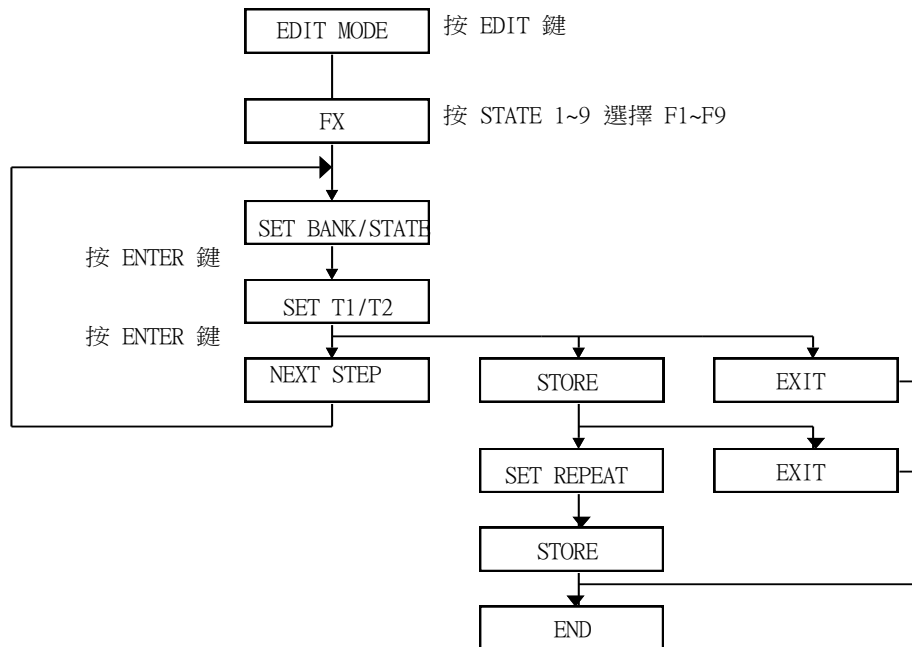 EDIT MODE 按 EDIT 鍵
FX 按 STATE 1~9 選擇 F1~F9
SET BANK/STATE
按 ENTER 鍵
SET T1/T2
按 ENTER 鍵
NEXT STEP STORE EXIT
SET REPEAT EXIT
STORE
END